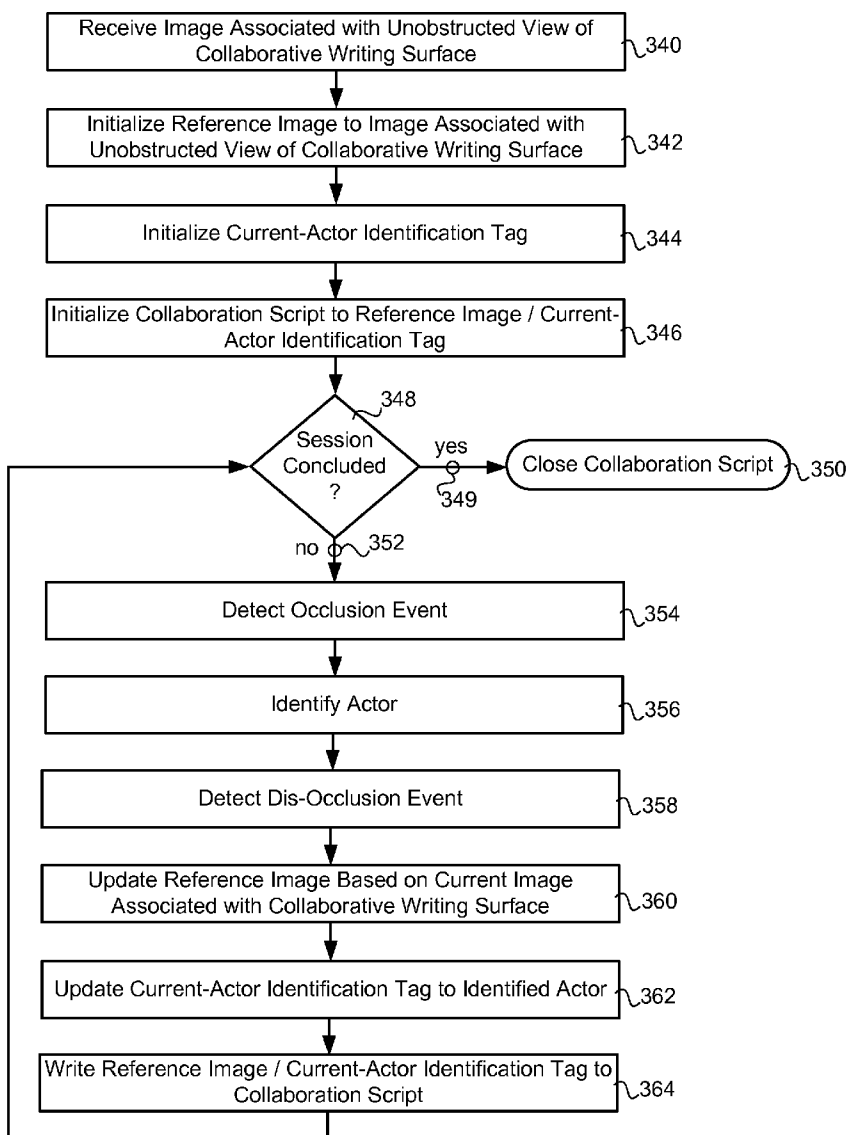 Receive Image Associated with Unobstructed View of
Collaborative Writing Surface
340
Initialize Reference Image to Image Associated with
Unobstructed View of Collaborative Writing Surface
342
Initialize Current-Actor Identification Tag
344
Initialize Collaboration Script to Reference Image / Current-
Actor Identification Tag
346
348
Session
Concluded
?
yes
349
Close Collaboration Script
350
no
352
Detect Occlusion Event
354
Identify Actor
356
Detect Dis-Occlusion Event
358
Update Reference Image Based on Current Image
Associated with Collaborative Writing Surface
360
Update Current-Actor Identification Tag to Identified Actor
362
Write Reference Image / Current-Actor Identification Tag to
Collaboration Script
364